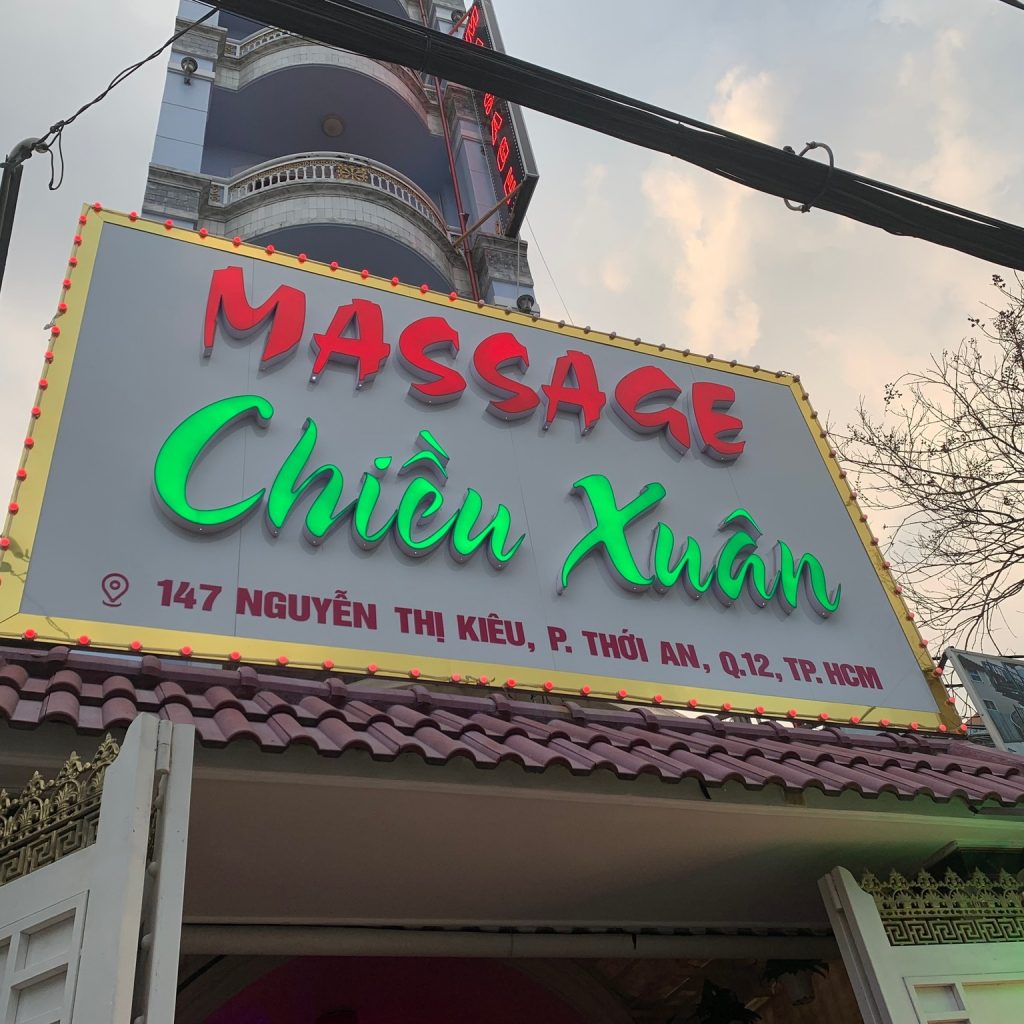 MASSAGE
Chiều Xuân
147 NGUYỄN THỊ KIÊU, P. THỚI AN, Q.12, TP. HCM